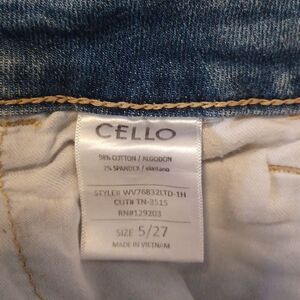 CELLO
98% COTTON / ALGODON
2% SPANDEX / elastano
STYLE# WV76832LTD-1H
CUT# TN-3515
RN#129203
SIZE 5/27
MADE IN VIETNAM